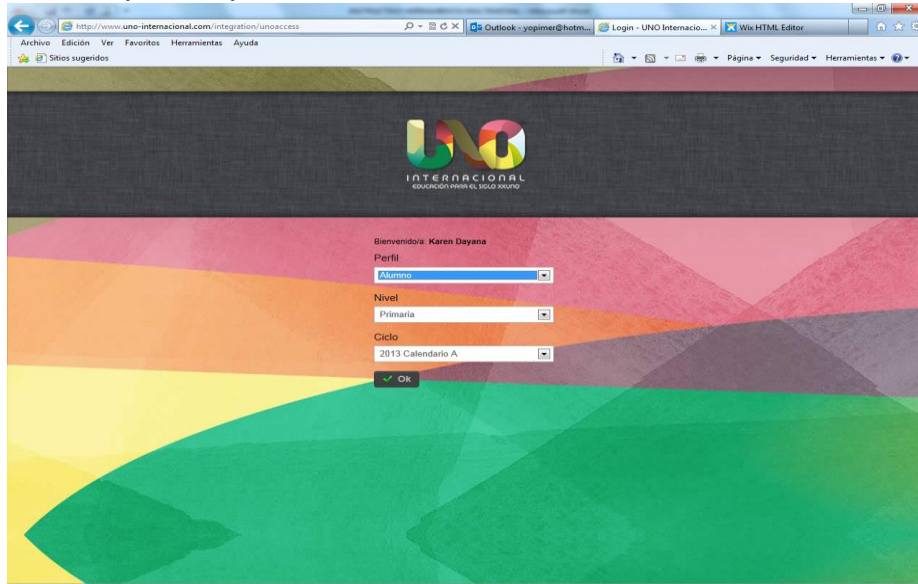 http://www.uno-internacional.com/integration/unoaccess
Outlook - yopimer@hotm...
Login - UNO Internacio...
Wix HTML Editor
Archivo Edición Ver Favoritos Herramientas Ayuda
Sitios sugeridos
Página Seguridad Herramientas
UNO
INTERNACIONAL
EDUCACIÓN PARA EL SIGLO XXUNO
Bienvenido/a: Karen Dayana
Perfil
Alumno
Nivel
Primaria
Ciclo
2013 Calendario A
Ok